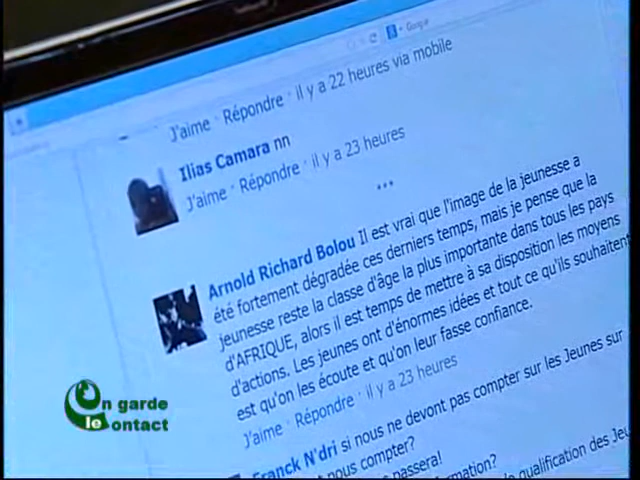 Google
J'aime · Répondre · il y a 22 heures via mobile
Ilias Camara nn
J'aime · Répondre · il y a 23 heures
...
Arnold Richard Bolou Il est vrai que l'image de la jeunesse a
été fortement dégradée ces derniers temps, mais je pense que la
jeunesse reste la classe d'âge la plus importante dans tous les pays
d'AFRIQUE, alors il est temps de mettre à sa disposition les moyens
d'actions. Les jeunes ont d'énormes idées et tout ce qu'ils souhaitent
est qu'on les écoute et qu'on leur fasse confiance.
J'aime · Répondre · il y a 23 heures
Franck N'dri si nous ne devont pas compter sur les Jeunes sur
nous compter?
passera!
formation?
la qualification des Jeu
On garde
le Contact